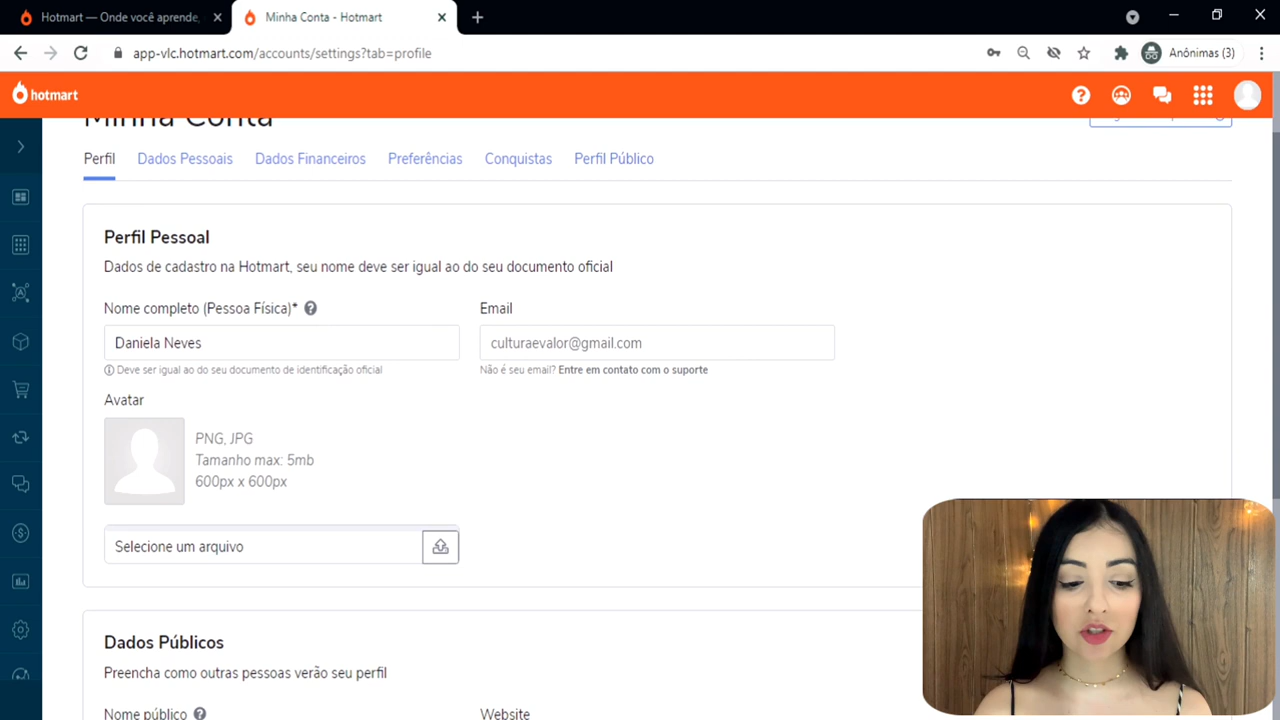 Hotmart — Onde você aprende,
Minha Conta - Hotmart
app-vlc.hotmart.com/accounts/settings?tab=profile
Anônimas (3)
hotmart
Minha Conta
Perfil
Dados Pessoais
Dados Financeiros
Preferências
Conquistas
Perfil Público
Perfil Pessoal
Dados de cadastro na Hotmart, seu nome deve ser igual ao do seu documento oficial
Nome completo (Pessoa Física)*
Email
Daniela Neves
culturaevalor@gmail.com
Deve ser igual ao do seu documento de identificação oficial
Não é seu email? Entre em contato com o suporte
Avatar
PNG, JPG
Tamanho max: 5mb
600px x 600px
Selecione um arquivo
Dados Públicos
Preencha como outras pessoas verão seu perfil
Nome público
Website